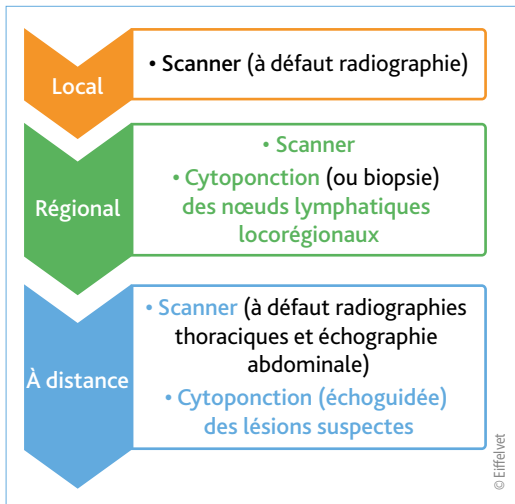 Local
• Scanner (à défaut radiographie)
Régional
• Scanner
• Cytoponction (ou biopsie)
des nœuds lymphatiques
locorégionaux
À distance
• Scanner (à défaut radiographies
thoraciques et échographie
abdominale)
• Cytoponction (échoguidée)
des lésions suspectes
© Eiffelvet